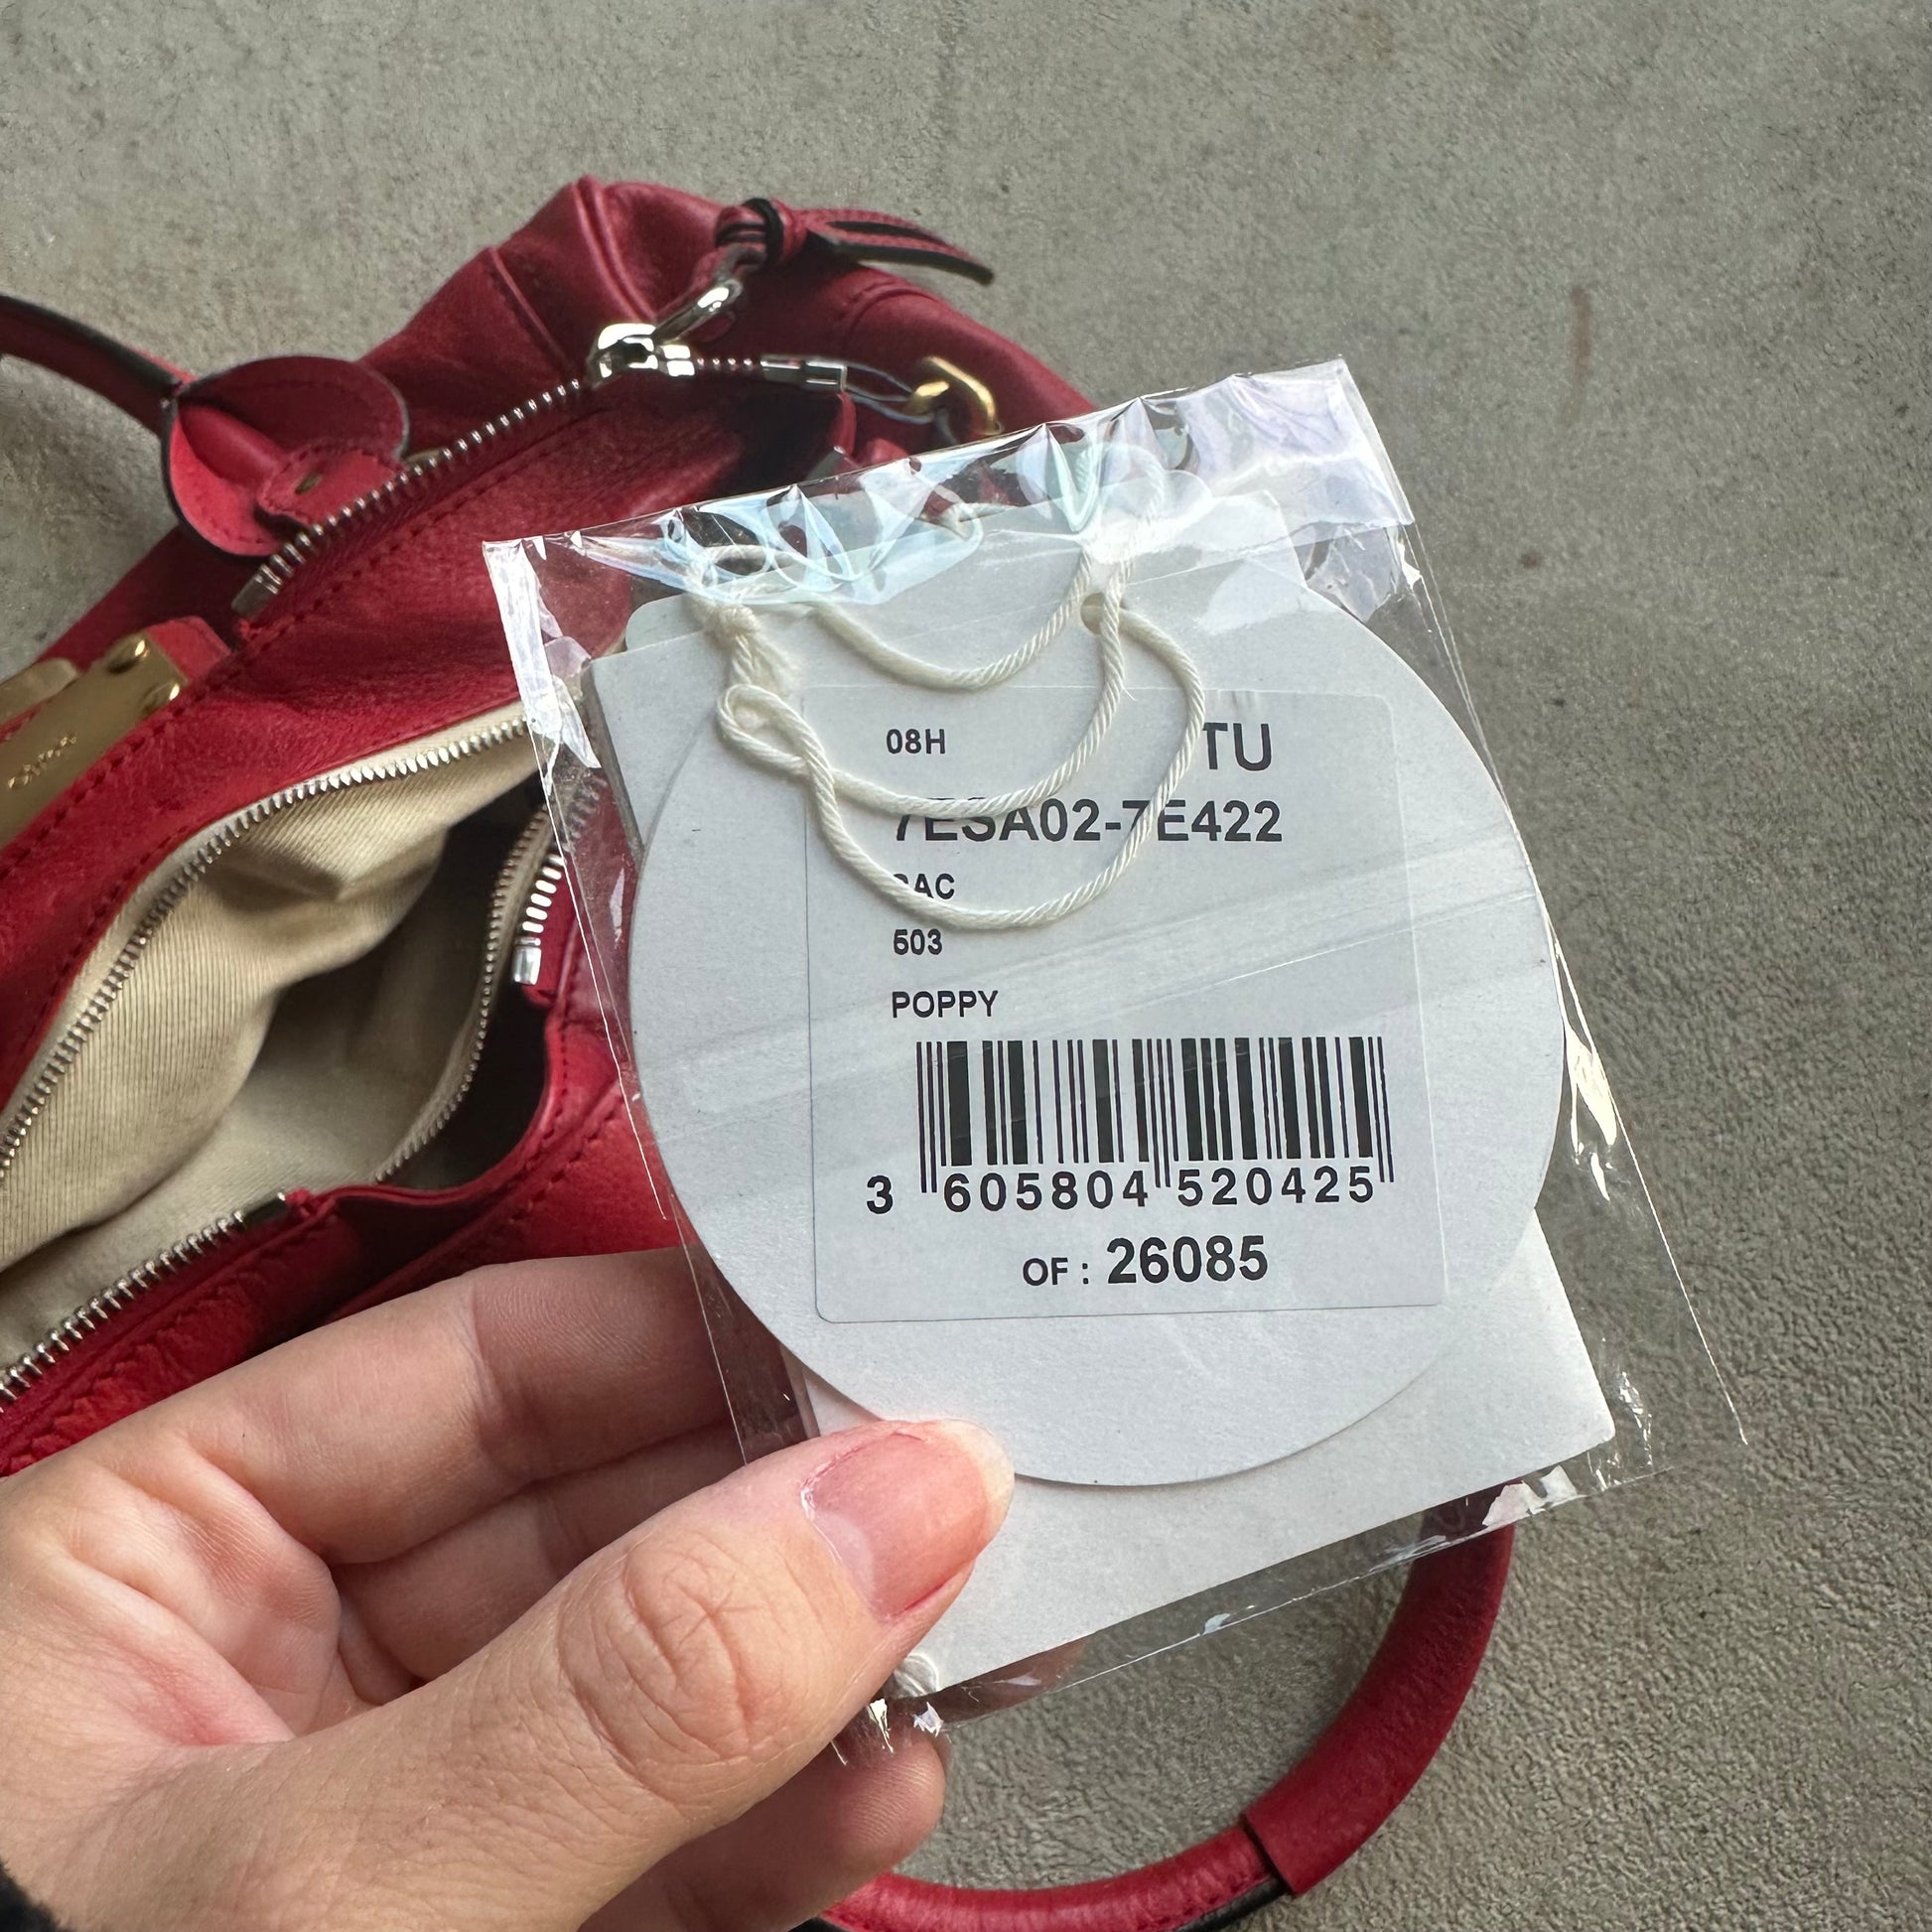 08H TU
7ESA02-7E422
503
POPPY
3 605804 520425
OF : 26085